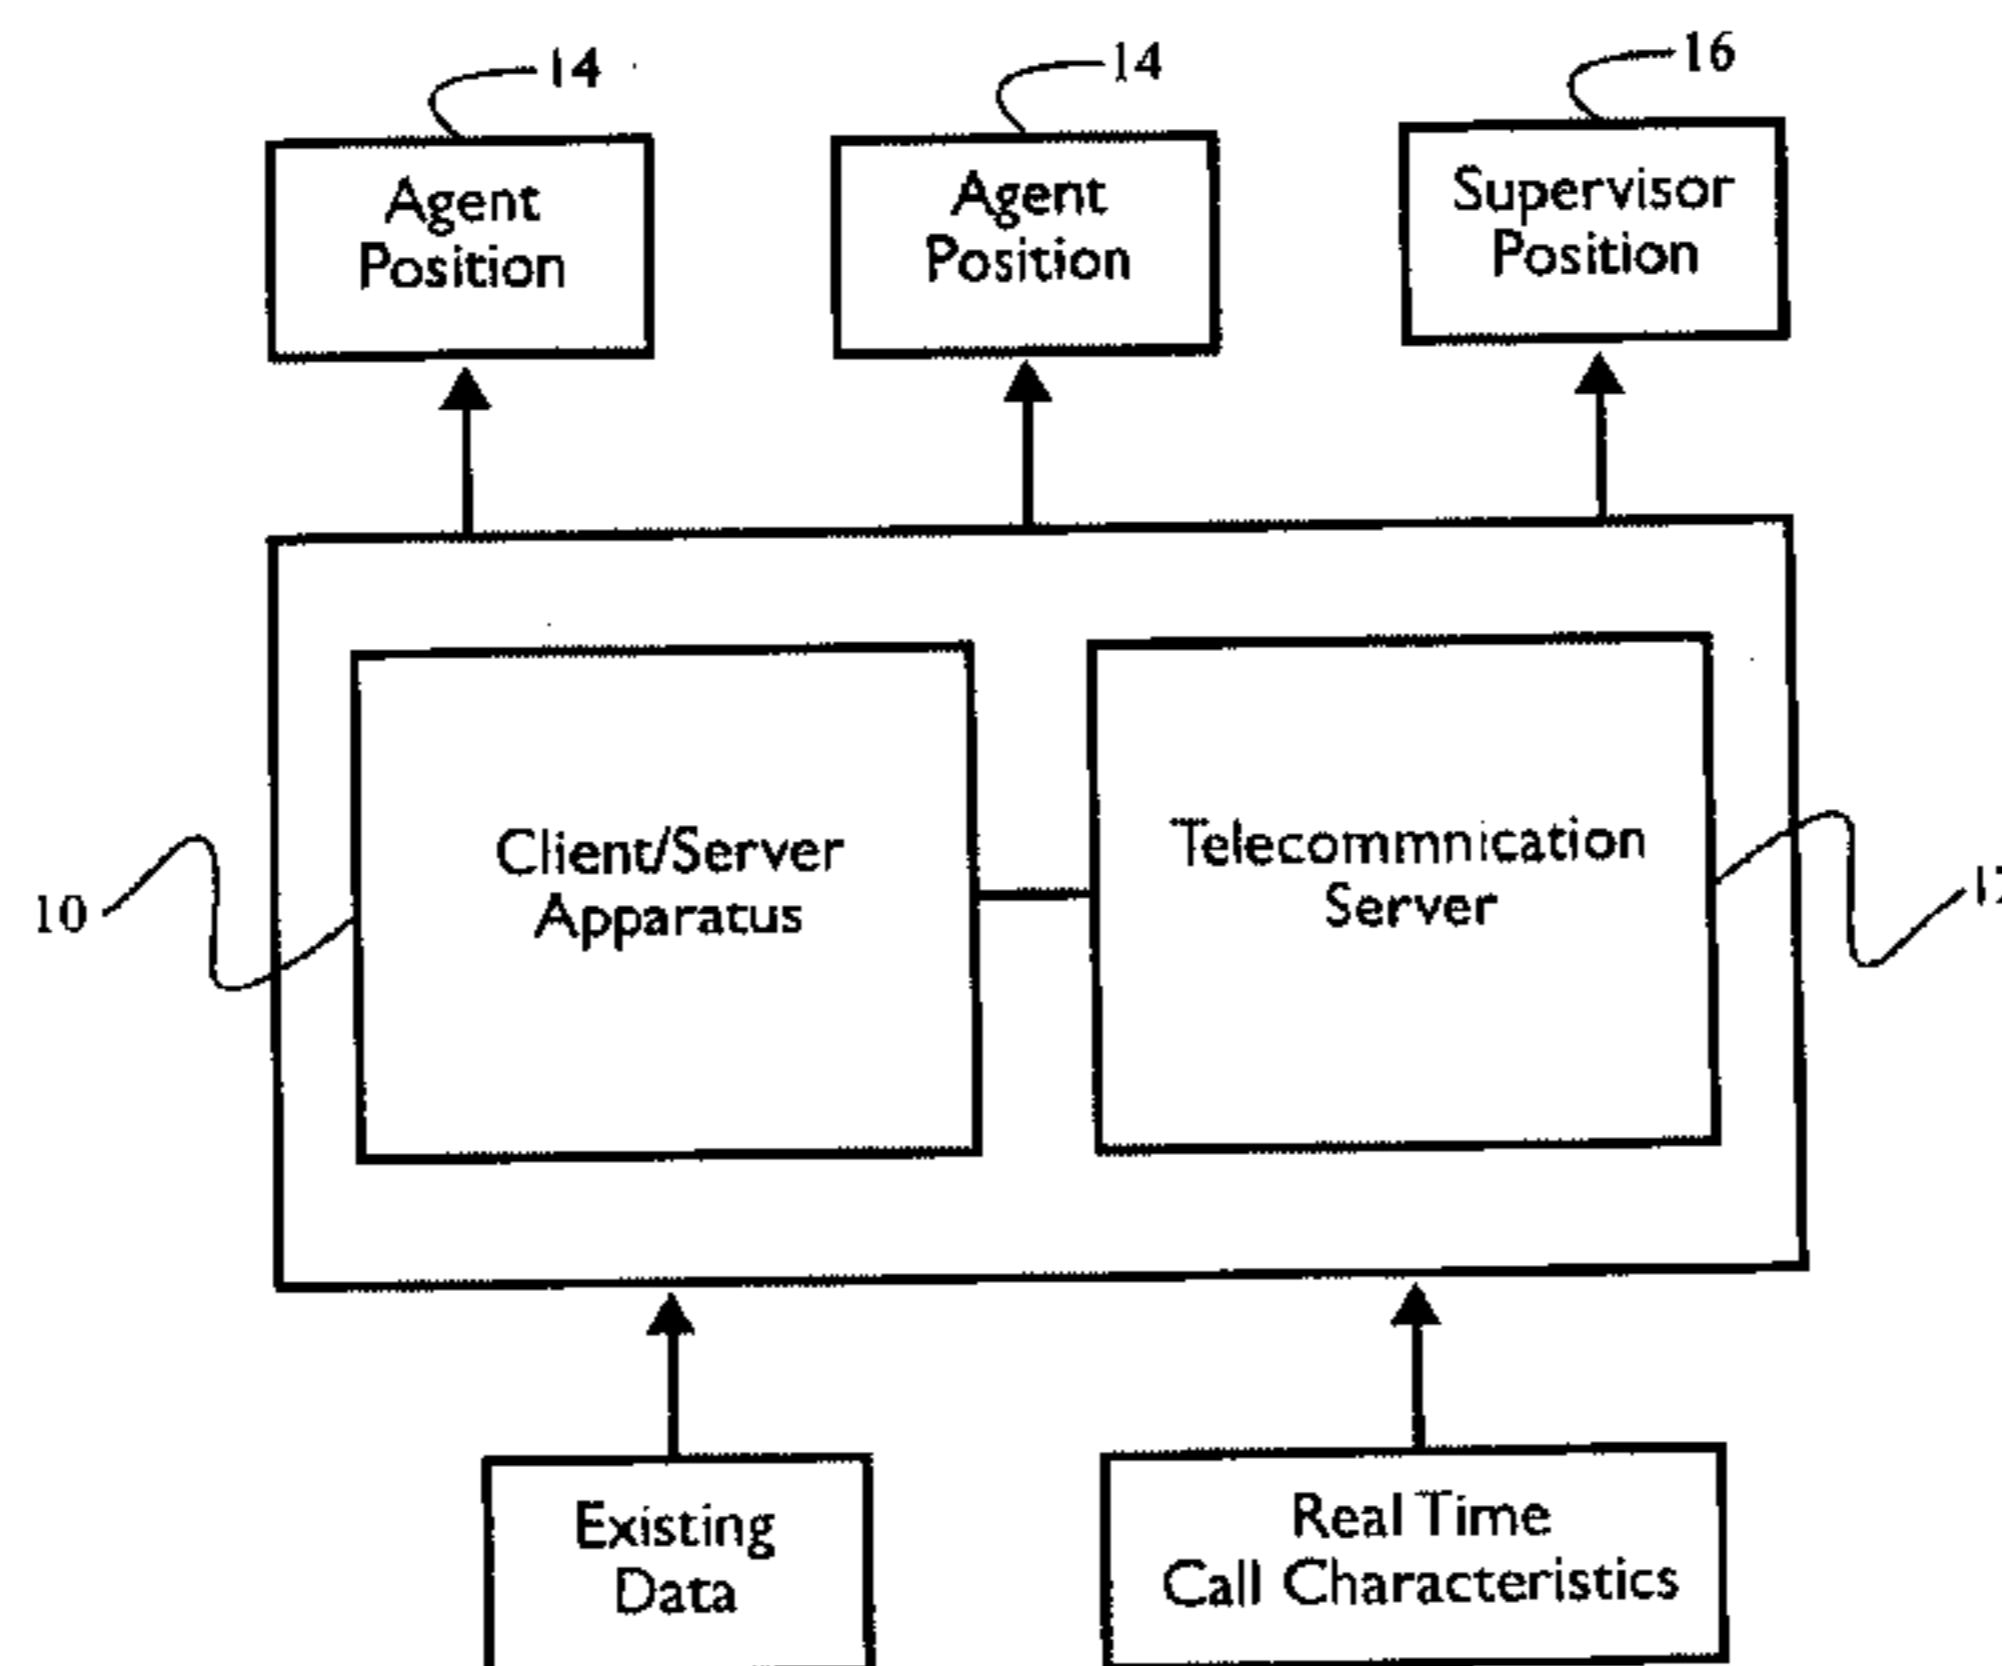 14
14
16
Agent
Position
Agent
Position
Supervisor
Position
Client/Server
Apparatus
Telecommnication
Server
10
Existing
Data
Real Time
Call Characteristics